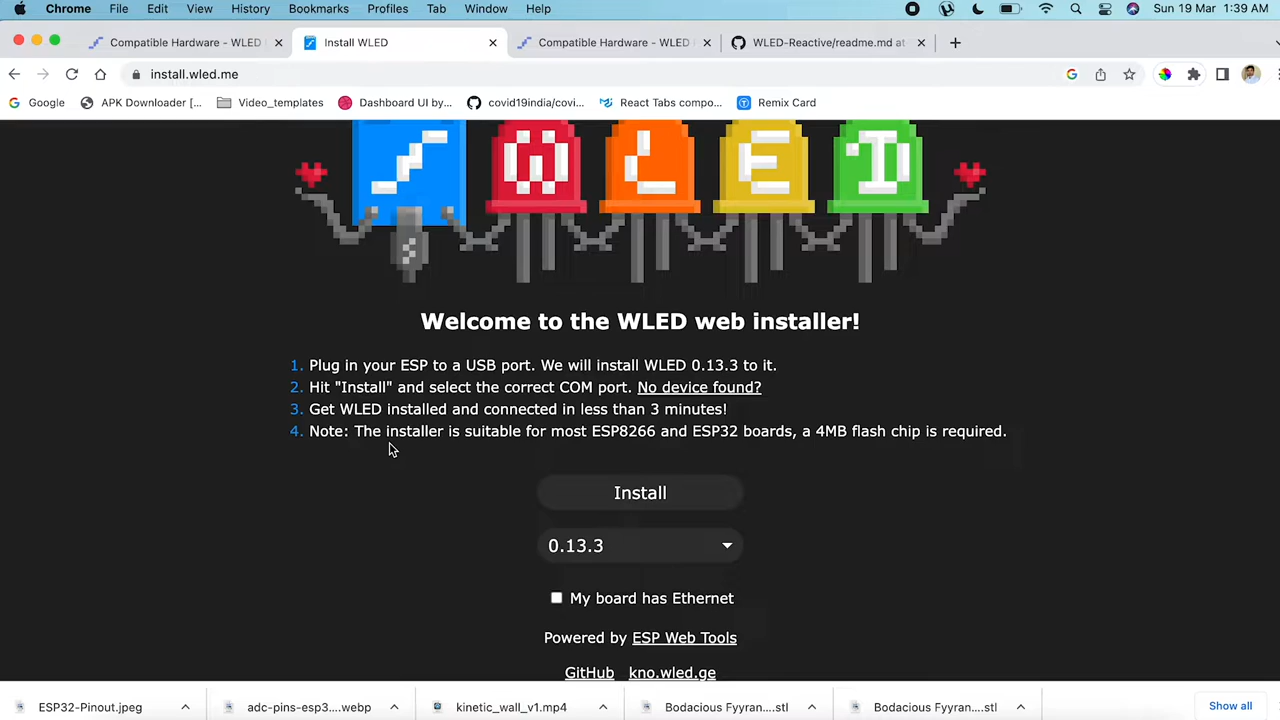 Chrome File Edit View History Bookmarks Profiles Tab Window Help Sun 19 Mar 1:39 AM
Compatible Hardware - WLED Install WLED Compatible Hardware - WLED WLED-Reactive/readme.md at
install.wled.me
Google APK Downloader [... Video_templates Dashboard UI by... covid19india/covi... React Tabs compo... Remix Card
WLED
Welcome to the WLED web installer!
1. Plug in your ESP to a USB port. We will install WLED 0.13.3 to it.
2. Hit "Install" and select the correct COM port. No device found?
3. Get WLED installed and connected in less than 3 minutes!
4. Note: The installer is suitable for most ESP8266 and ESP32 boards, a 4MB flash chip is required.
Install
0.13.3
My board has Ethernet
Powered by ESP Web Tools
GitHub kno.wled.ge
ESP32-Pinout.jpeg adc-pins-esp3....webp kinetic_wall_v1.mp4 Bodacious Fyyran....stl Bodacious Fyyran....stl Show all